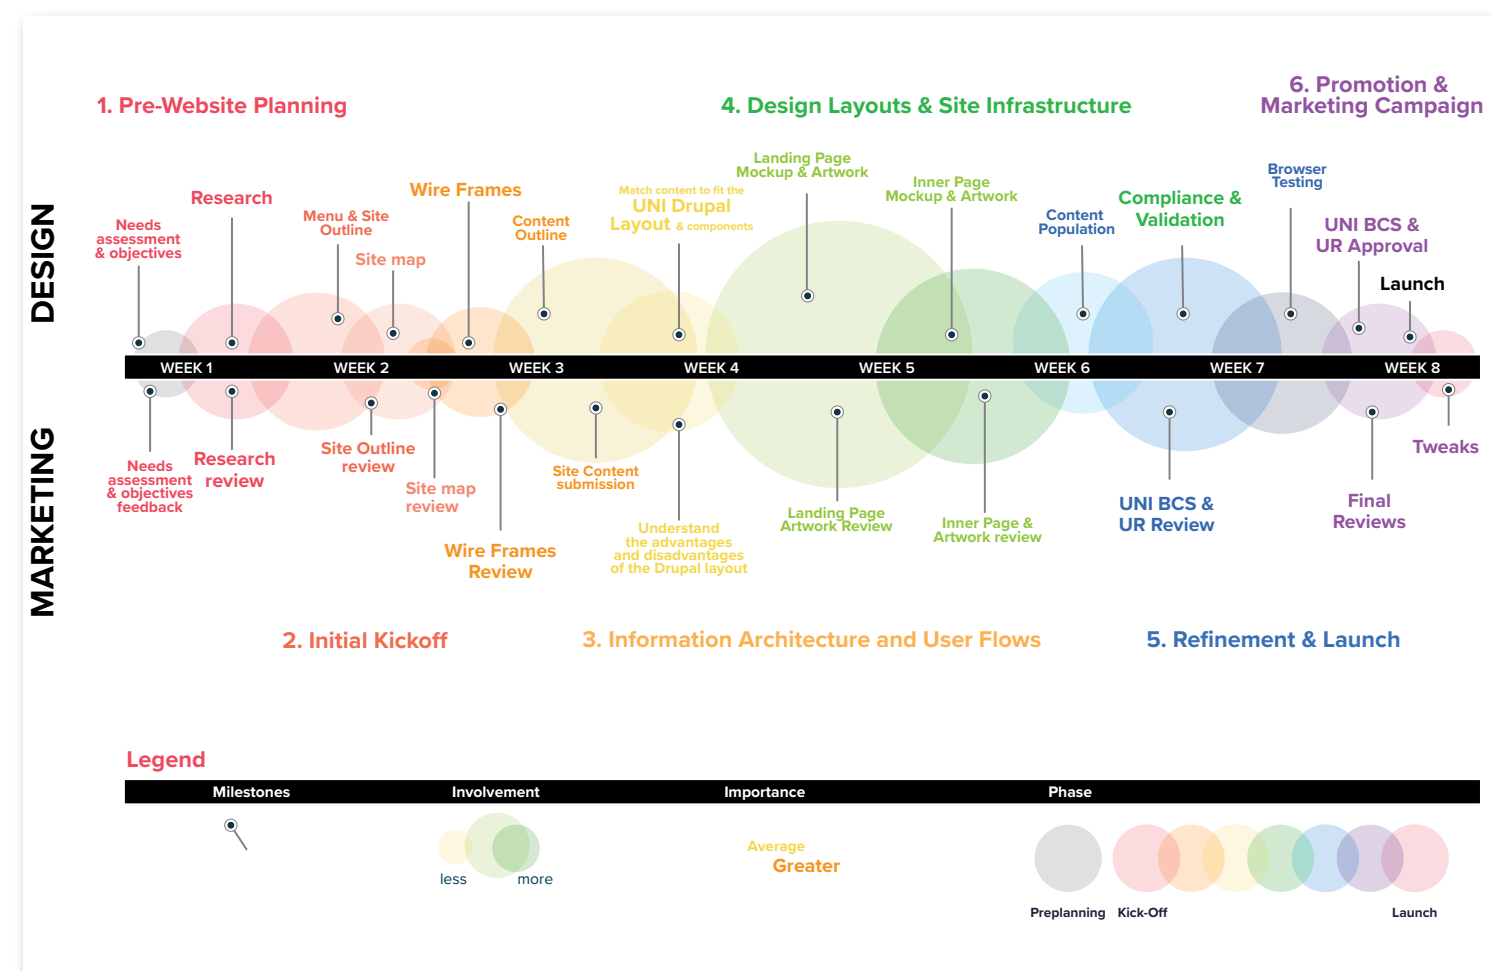 1. Pre-Website Planning
4. Design Layouts & Site Infrastructure
6. Promotion &
Marketing Campaign
DESIGN
Needs
assessment
& objectives
Research
Menu & Site
Outline
Site map
Wire Frames
Content
Outline
Match content to fit the
UNI Drupal
Layout & components
Landing Page
Mockup & Artwork
Inner Page
Mockup & Artwork
Content
Population
Compliance &
Validation
Browser
Testing
UNI BCS &
UR Approval
Launch
WEEK 1
WEEK 2
WEEK 3
WEEK 4
WEEK 5
WEEK 6
WEEK 7
WEEK 8
MARKETING
Needs
assessment
& objectives
feedback
Research
review
Site Outline
review
Site map
review
Wire Frames
Review
Site Content
submission
Understand
the advantages
and disadvantages
of the Drupal layout
Landing Page
Artwork Review
Inner Page &
Artwork review
UNI BCS &
UR Review
Final
Reviews
Tweaks
2. Initial Kickoff
3. Information Architecture and User Flows
5. Refinement & Launch
Legend
Milestones
Involvement
Importance
Phase
less
more
Average
Greater
Preplanning
Kick-Off
Launch